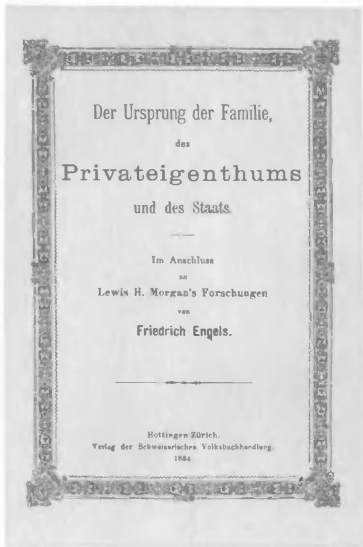 Der Ursprung der Familie,
des
Privateigenthums
und des Staats.
Im Anschluss
an
Lewis H. Morgan's Forschungen
von
Friedrich Engels.
Hottingen-Zürich.
Verlag der Schweizerischen Volksbuchhandlung.
1884.